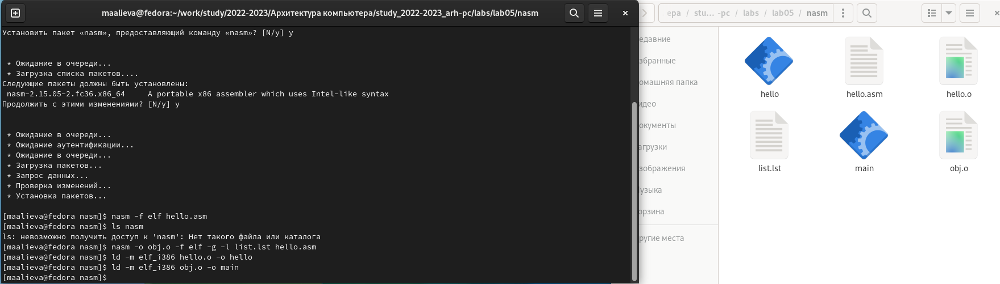 maalieva@fedora:~/work/study/2022-2023/Архитектура компьютера/study_2022-2023_arh-pc/labs/lab05/nasm
Установить пакет «nasm», предоставляющий команду «nasm»? [N/y] y
* Ожидание в очереди...
* Загрузка списка пакетов....
Следующие пакеты должны быть установлены:
nasm-2.15.05-2.fc36.x86_64     A portable x86 assembler which uses Intel-like syntax
Продолжить с этими изменениями? [N/y] y
* Ожидание в очереди...
* Ожидание аутентификации...
* Ожидание в очереди...
* Загрузка пакетов...
* Запрос данных...
* Проверка изменений...
* Установка пакетов...
[maalieva@fedora nasm]$ nasm -f elf hello.asm
[maalieva@fedora nasm]$ ls nasm
ls: невозможно получить доступ к 'nasm': Нет такого файла или каталога
[maalieva@fedora nasm]$ nasm -o obj.o -f elf -g -l list.lst hello.asm
[maalieva@fedora nasm]$ ld -m elf_i386 hello.o -o hello
[maalieva@fedora nasm]$ ld -m elf_i386 obj.o -o main
[maalieva@fedora nasm]$
ера / stu… -pc / labs / lab05 / nasm
едавние
збранные
омашняя папка
идео
окументы
агрузки
зображения
узыка
орзина
ругие места
hello
hello.asm
hello.o
list.lst
main
obj.o